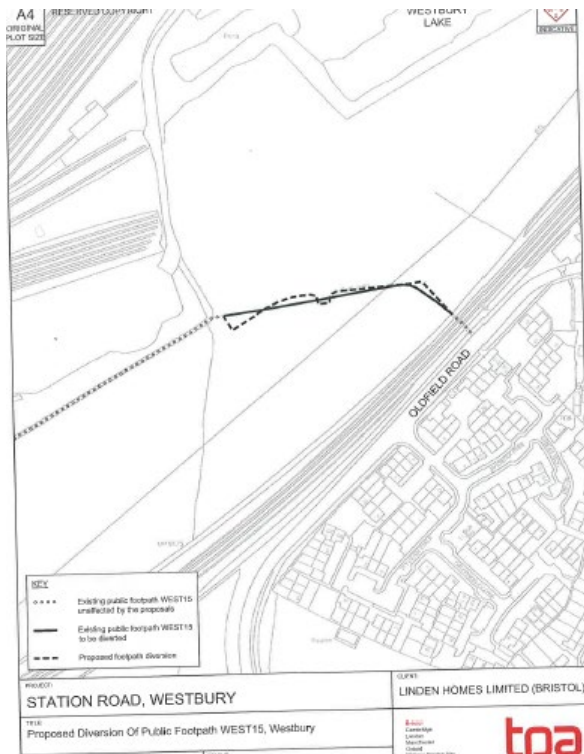 A4
ORIGINAL
PLOT SIZE
RESERVED COPYRIGHT
WESTBURY
LAKE
INDICATIVE
OLDFIELD ROAD
KEY
Existing public footpath WEST15
unaffected by the proposals
Existing public footpath WEST15
to be diverted
Proposed footpath diversion
PROJECT:
STATION ROAD, WESTBURY
CLIENT:
LINDEN HOMES LIMITED (BRISTOL)
TITLE:
Proposed Diversion Of Public Footpath WEST15, Westbury
Cambridge
London
Manchester
Oxford
tpa